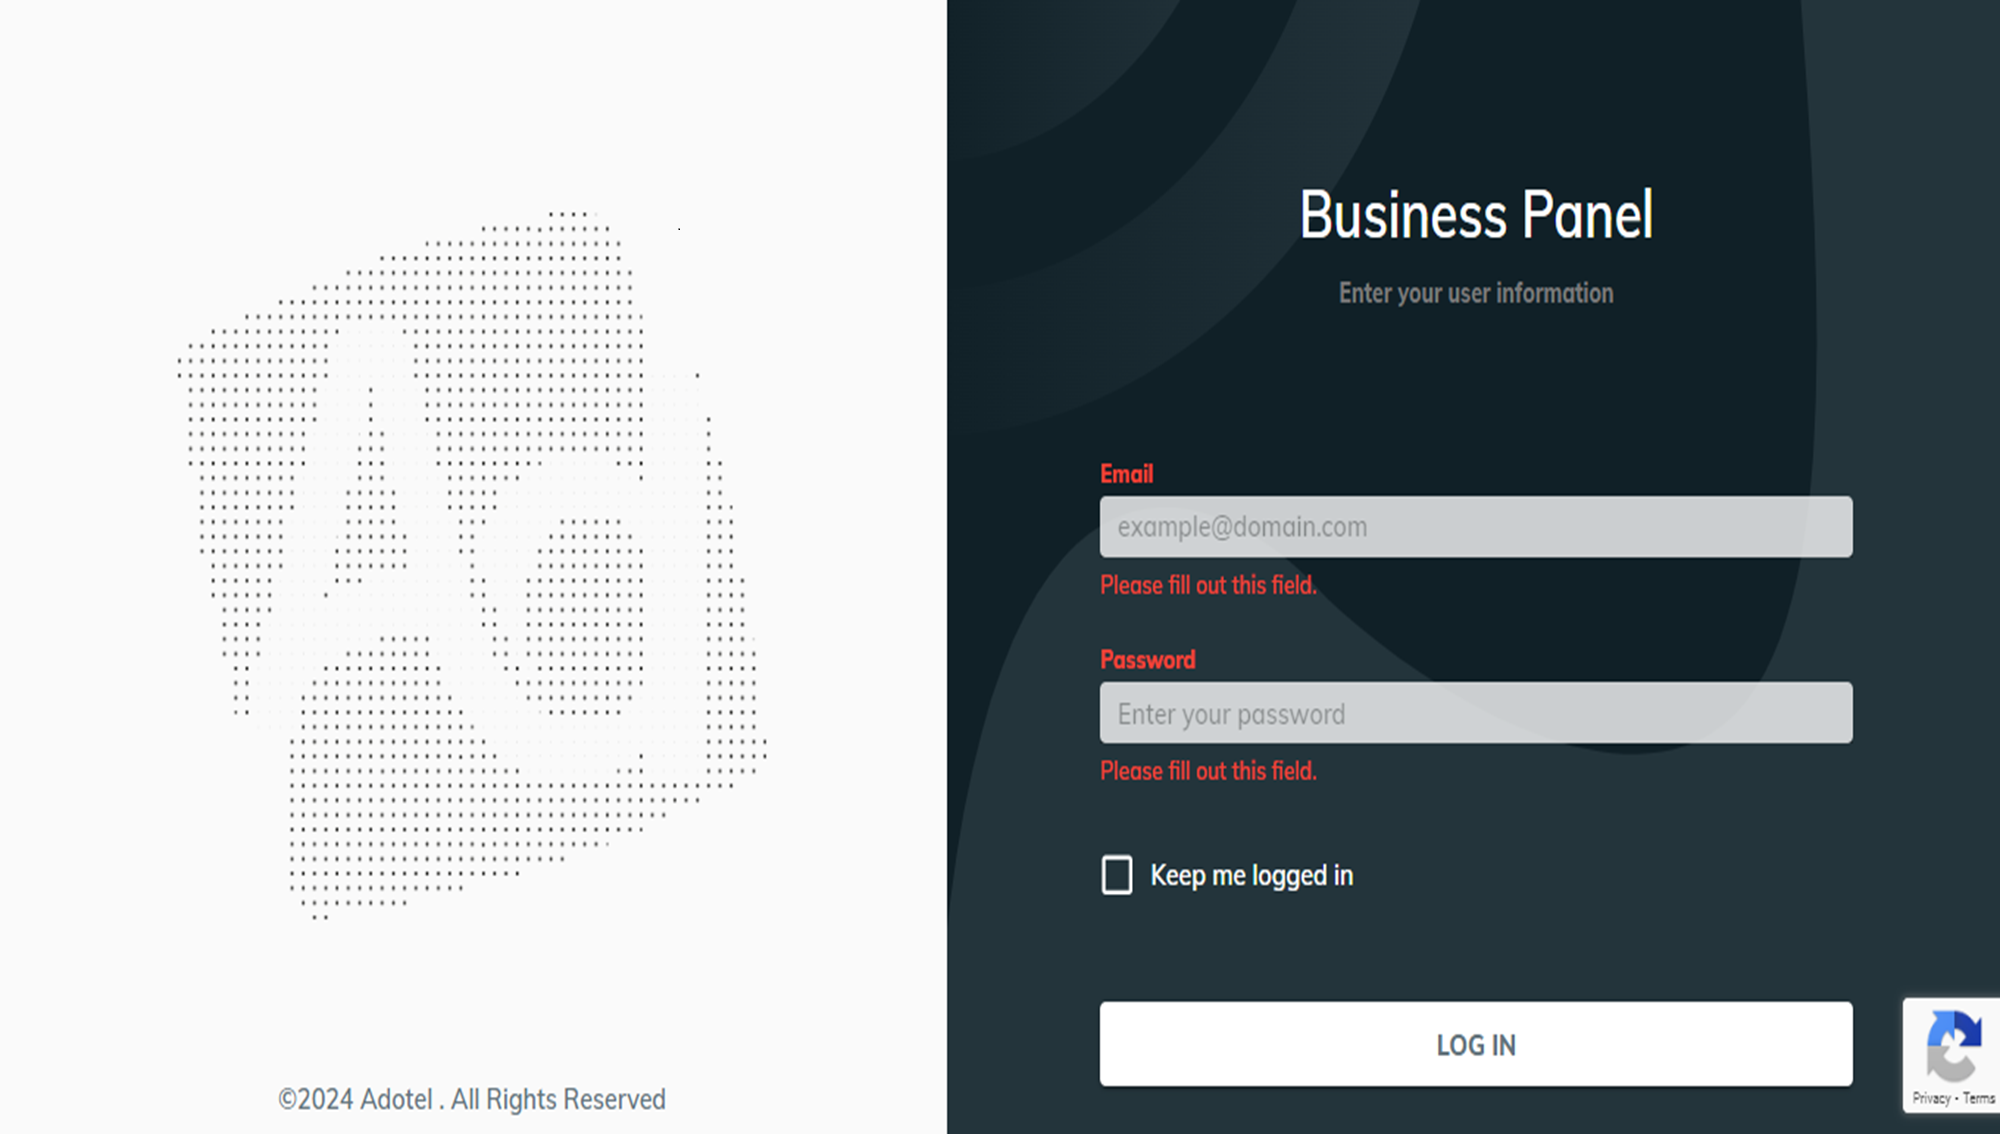 Business Panel
Enter your user information
Email
example@domain.com
Please fill out this field.
Password
Enter your password
Please fill out this field.
Keep me logged in
LOG IN
©2024 Adotel . All Rights Reserved
Privacy - Terms